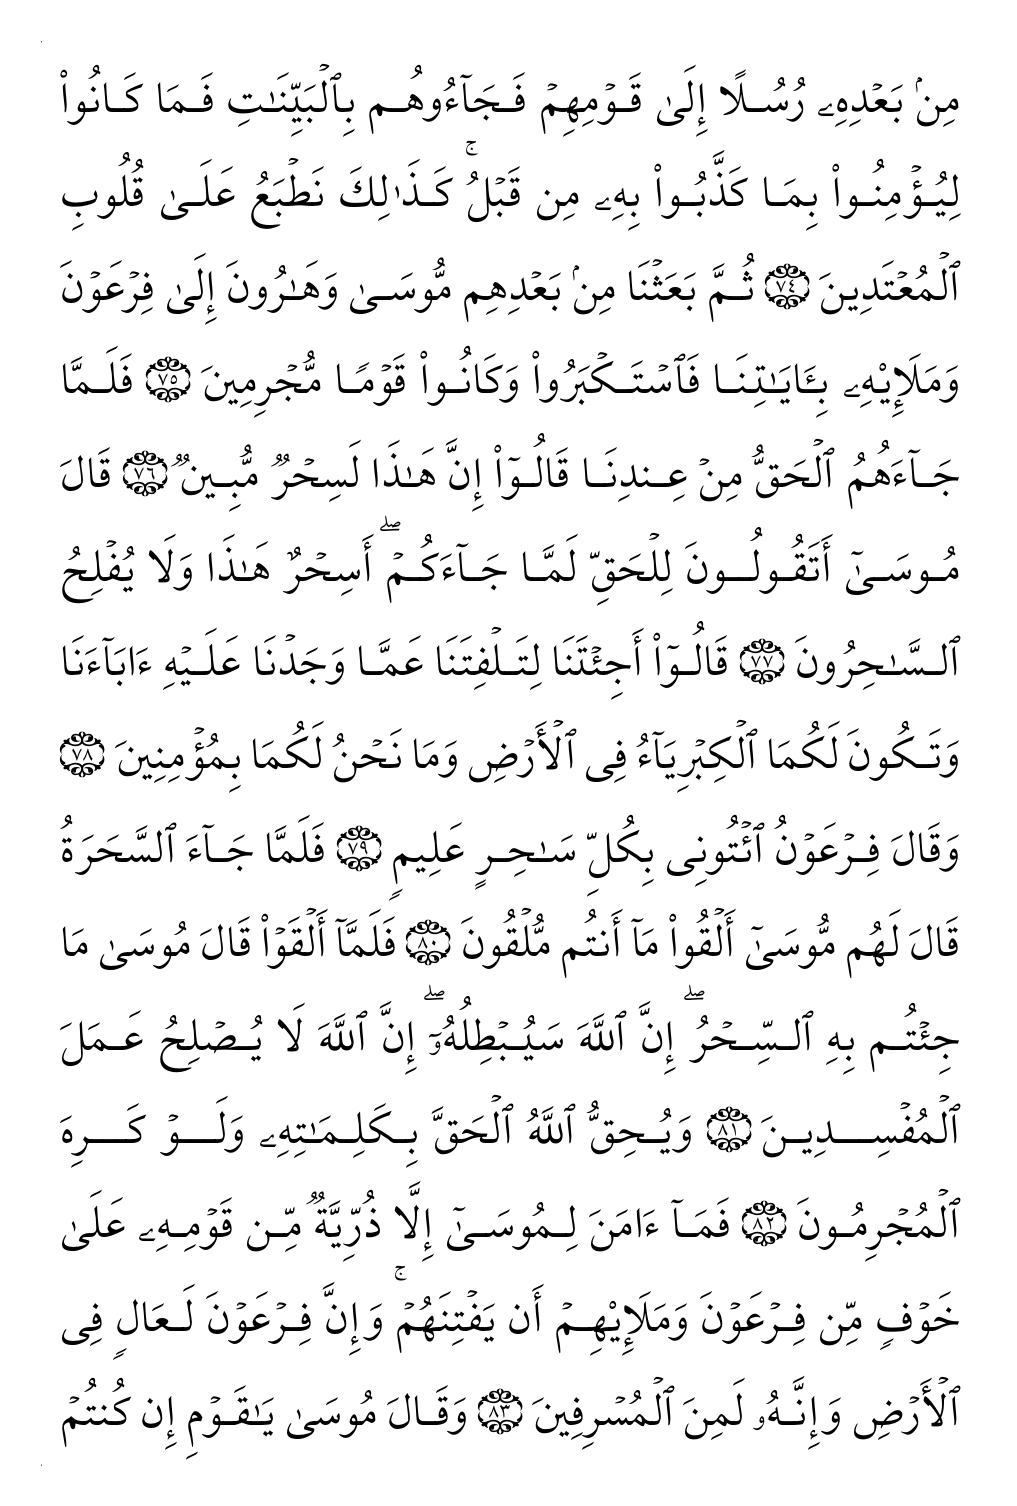 مِنۢ بَعْدِهِۦ رُسُلًا إِلَىٰ قَوْمِهِمْ فَجَآءُوهُم بِٱلْبَيِّنَـٰتِ فَمَا كَانُوا۟
لِيُؤْمِنُوا۟ بِمَا كَذَّبُوا۟ بِهِۦ مِن قَبْلُ ۚ كَذَٰلِكَ نَطْبَعُ عَلَىٰ قُلُوبِ
ٱلْمُعْتَدِينَ ٧٤ ثُمَّ بَعَثْنَا مِنۢ بَعْدِهِم مُّوسَىٰ وَهَـٰرُونَ إِلَىٰ فِرْعَوْنَ
وَمَلَإِي۟هِۦ بِـَٔايَـٰتِنَا فَٱسْتَكْبَرُوا۟ وَكَانُوا۟ قَوْمًا مُّجْرِمِينَ ٧٥ فَلَمَّا
جَآءَهُمُ ٱلْحَقُّ مِنْ عِندِنَا قَالُوٓا۟ إِنَّ هَـٰذَا لَسِحْرٌ مُّبِينٌ ٧٦ قَالَ
مُوسَىٰٓ أَتَقُولُونَ لِلْحَقِّ لَمَّا جَآءَكُمْ ۖ أَسِحْرٌ هَـٰذَا وَلَا يُفْلِحُ
ٱلسَّـٰحِرُونَ ٧٧ قَالُوٓا۟ أَجِئْتَنَا لِتَلْفِتَنَا عَمَّا وَجَدْنَا عَلَيْهِ ءَابَآءَنَا
وَتَكُونَ لَكُمَا ٱلْكِبْرِيَآءُ فِى ٱلْأَرْضِ وَمَا نَحْنُ لَكُمَا بِمُؤْمِنِينَ ٧٨
وَقَالَ فِرْعَوْنُ ٱئْتُونِى بِكُلِّ سَـٰحِرٍ عَلِيمٍ ٧٩ فَلَمَّا جَآءَ ٱلسَّحَرَةُ
قَالَ لَهُم مُّوسَىٰٓ أَلْقُوا۟ مَآ أَنتُم مُّلْقُونَ ٨٠ فَلَمَّآ أَلْقَوْا۟ قَالَ مُوسَىٰ مَا
جِئْتُم بِهِ ٱلسِّحْرُ ۖ إِنَّ ٱللَّهَ سَيُبْطِلُهُۥٓ ۖ إِنَّ ٱللَّهَ لَا يُصْلِحُ عَمَلَ
ٱلْمُفْسِدِينَ ٨١ وَيُحِقُّ ٱللَّهُ ٱلْحَقَّ بِكَلِمَـٰتِهِۦ وَلَوْ كَرِهَ
ٱلْمُجْرِمُونَ ٨٢ فَمَآ ءَامَنَ لِمُوسَىٰٓ إِلَّا ذُرِّيَّةٌ مِّن قَوْمِهِۦ عَلَىٰ
خَوْفٍ مِّن فِرْعَوْنَ وَمَلَإِي۟هِمْ أَن يَفْتِنَهُمْ ۚ وَإِنَّ فِرْعَوْنَ لَعَالٍ فِى
ٱلْأَرْضِ وَإِنَّهُۥ لَمِنَ ٱلْمُسْرِفِينَ ٨٣ وَقَالَ مُوسَىٰ يَـٰقَوْمِ إِن كُنتُمْ